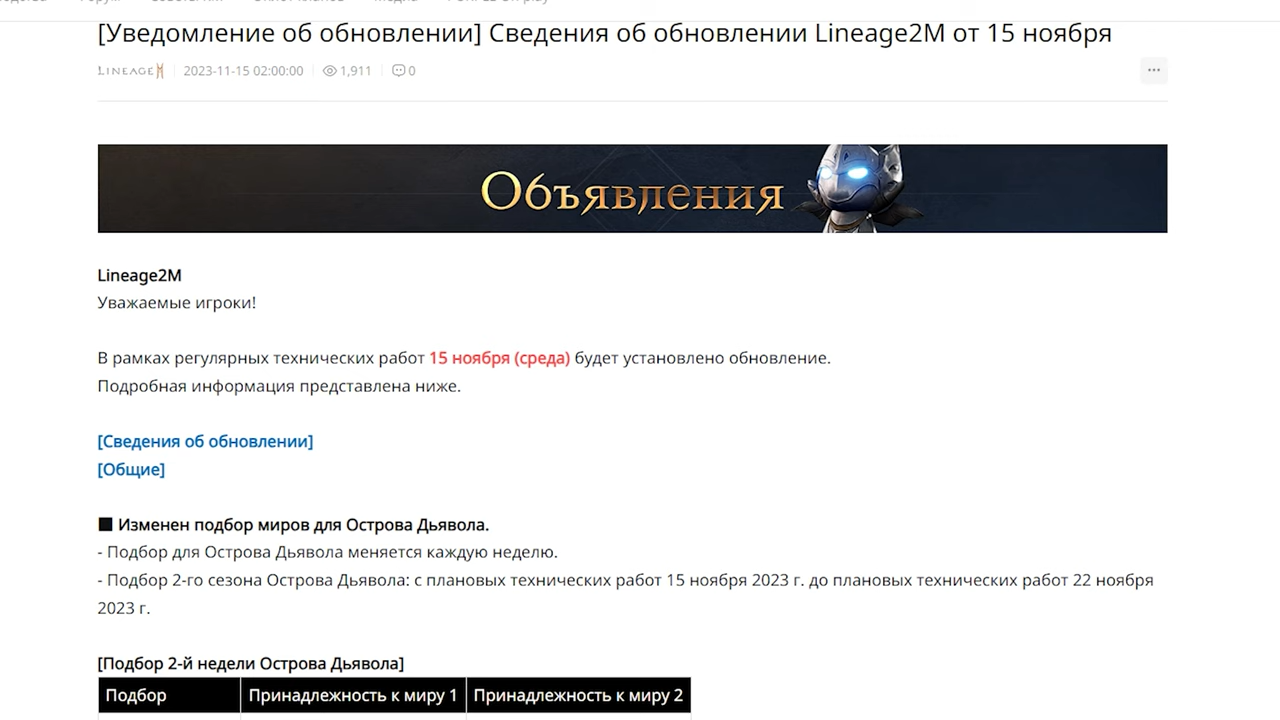 [Уведомление об обновлении] Сведения об обновлении Lineage2M от 15 ноября
LINEAGE 2023-11-15 02:00:00 1,911 0
Объявления
Lineage2M
Уважаемые игроки!
В рамках регулярных технических работ 15 ноября (среда) будет установлено обновление.
Подробная информация представлена ниже.
[Сведения об обновлении]
[Общие]
■ Изменен подбор миров для Острова Дьявола.
- Подбор для Острова Дьявола меняется каждую неделю.
- Подбор 2-го сезона Острова Дьявола: с плановых технических работ 15 ноября 2023 г. до плановых технических работ 22 ноября
2023 г.
[Подбор 2-й недели Острова Дьявола]
Подбор Принадлежность к миру 1 Принадлежность к миру 2